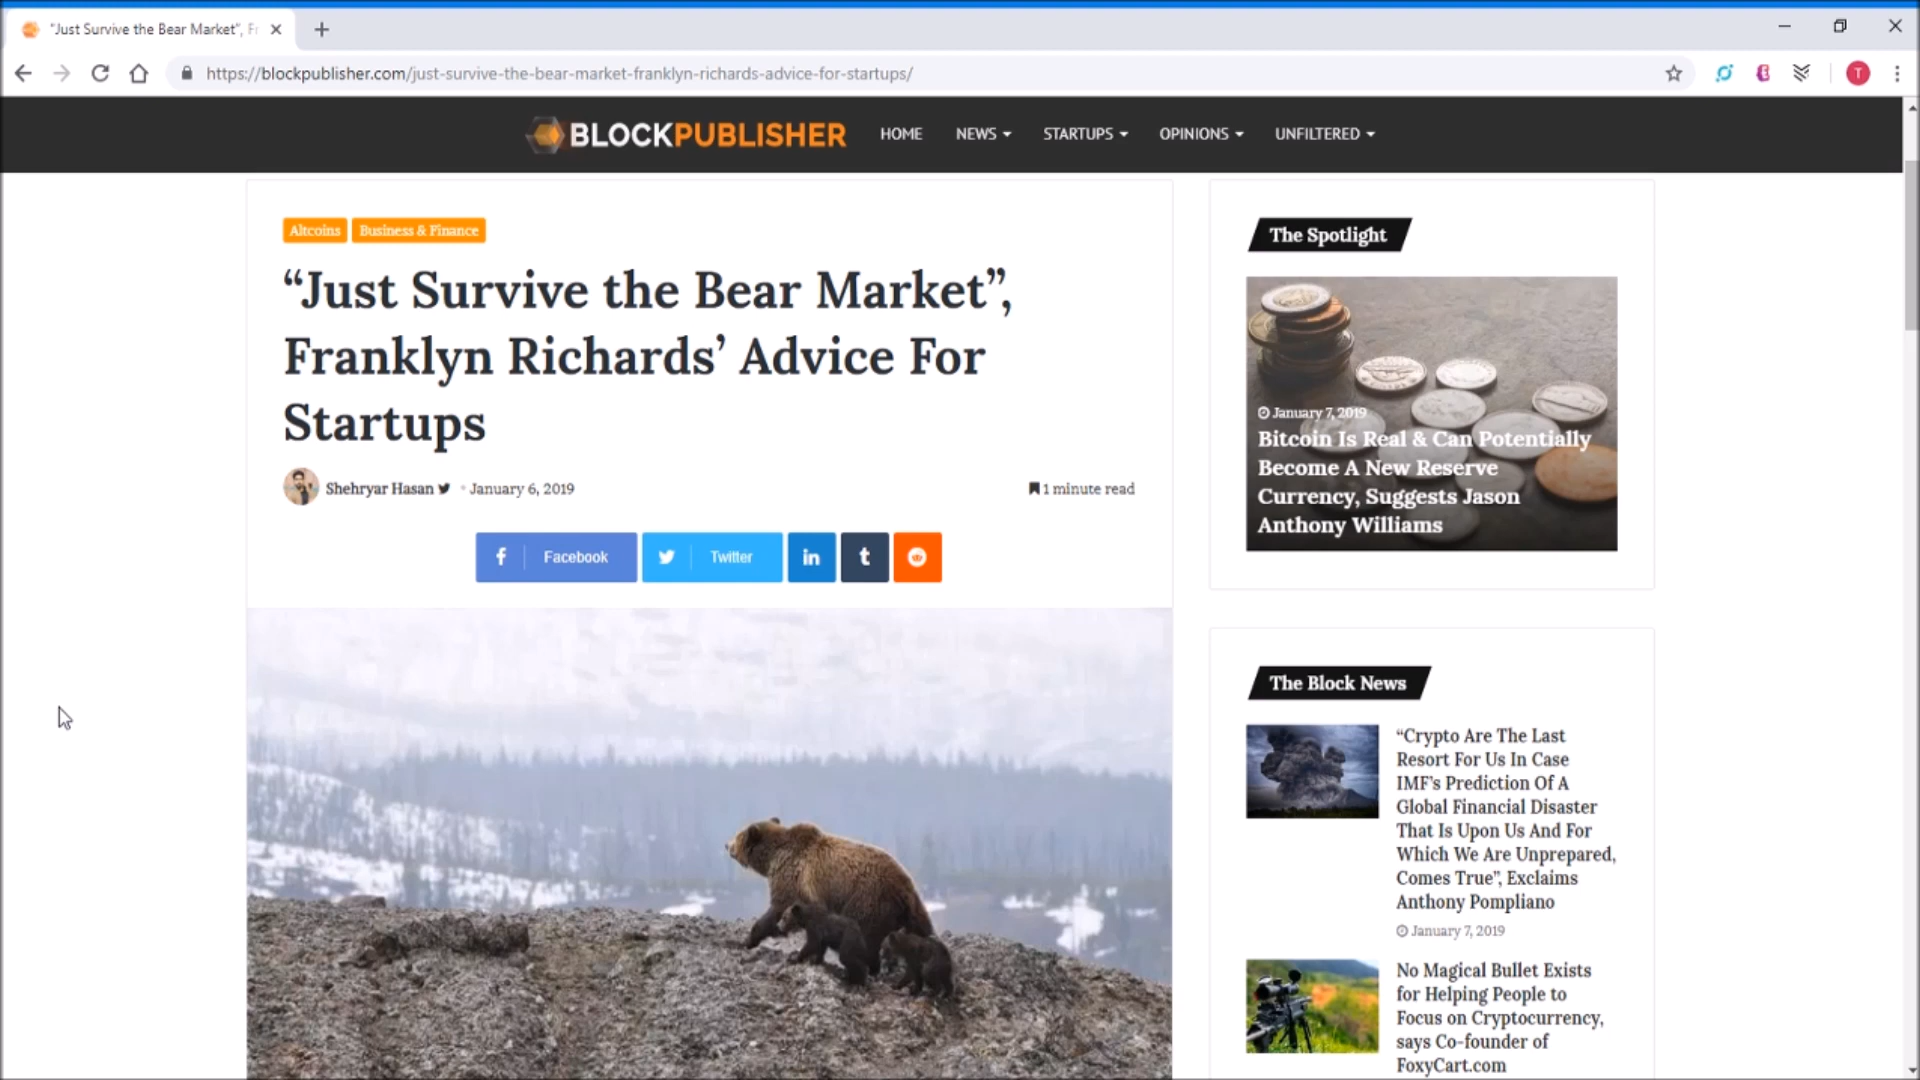 "Just Survive the Bear Market", Fr
https://blockpublisher.com/just-survive-the-bear-market-franklyn-richards-advice-for-startups/
T
BLOCKPUBLISHER
HOME
NEWS
STARTUPS
OPINIONS
UNFILTERED
Altcoins
Business & Finance
“Just Survive the Bear Market”,
Franklyn Richards’ Advice For
Startups
Shehryar Hasan
January 6, 2019
1 minute read
Facebook
Twitter
in
t
The Spotlight
January 7, 2019
Bitcoin Is Real & Can Potentially
Become A New Reserve
Currency, Suggests Jason
Anthony Williams
The Block News
“Crypto Are The Last
Resort For Us In Case
IMF’s Prediction Of A
Global Financial Disaster
That Is Upon Us And For
Which We Are Unprepared,
Comes True”, Exclaims
Anthony Pompliano
January 7, 2019
No Magical Bullet Exists
for Helping People to
Focus on Cryptocurrency,
says Co-founder of
FoxyCart.com